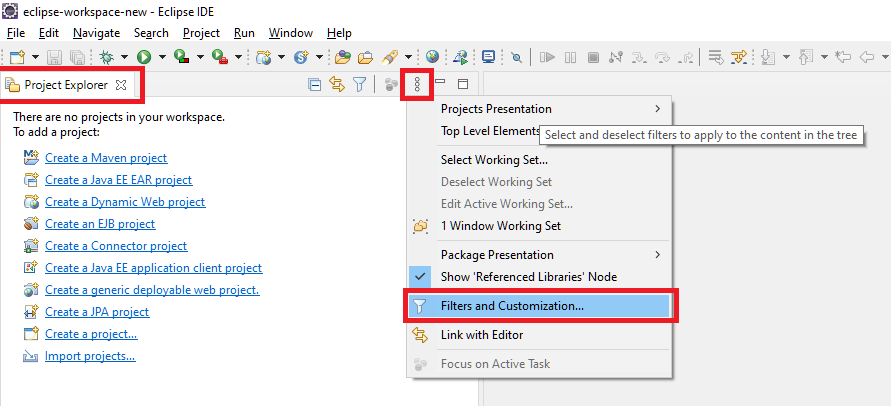 eclipse-workspace-new - Eclipse IDE
File Edit Navigate Search Project Run Window Help
Project Explorer
There are no projects in your workspace.
To add a project:
Create a Maven project
Create a Java EE EAR project
Create a Dynamic Web project
Create an EJB project
Create a Connector project
Create a Java EE application client project
Create a generic deployable web project.
Create a JPA project
Create a project...
Import projects...
Projects Presentation
Top Level Elements
Select and deselect filters to apply to the content in the tree
Select Working Set...
Deselect Working Set
Edit Active Working Set...
1 Window Working Set
Package Presentation
Show 'Referenced Libraries' Node
Filters and Customization...
Link with Editor
Focus on Active Task